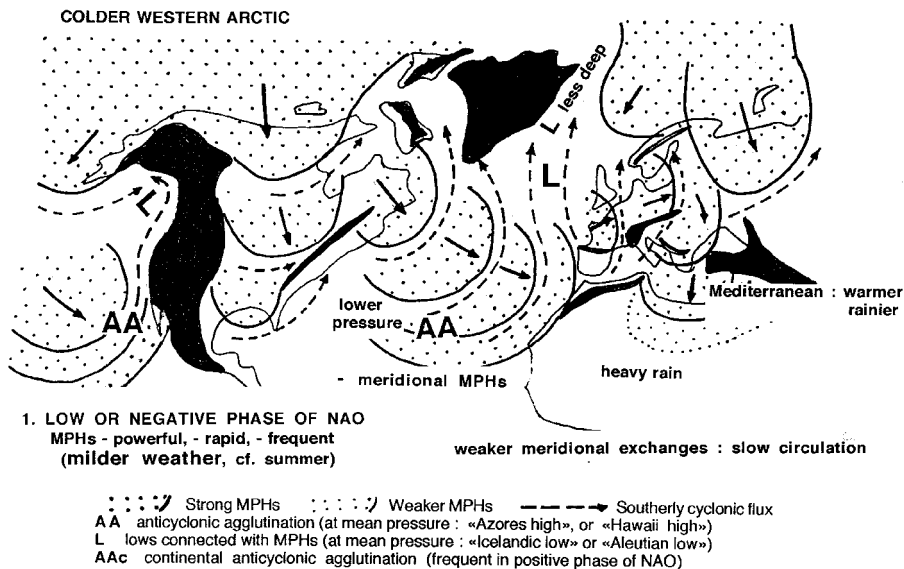 COLDER WESTERN ARCTIC
L less deep
L
L
AA
lower
pressure
AA
Mediterranean : warmer
rainier
heavy rain
- meridional MPHs
1. LOW OR NEGATIVE PHASE OF NAO
MPHs - powerful, - rapid, - frequent
(milder weather, cf. summer)
weaker meridional exchanges : slow circulation
Strong MPHs
Weaker MPHs
Southerly cyclonic flux
AA anticyclonic agglutination (at mean pressure : «Azores high», or «Hawaii high»)
L lows connected with MPHs (at mean pressure : «Icelandic low» or «Aleutian low»)
AAc continental anticyclonic agglutination (frequent in positive phase of NAO)